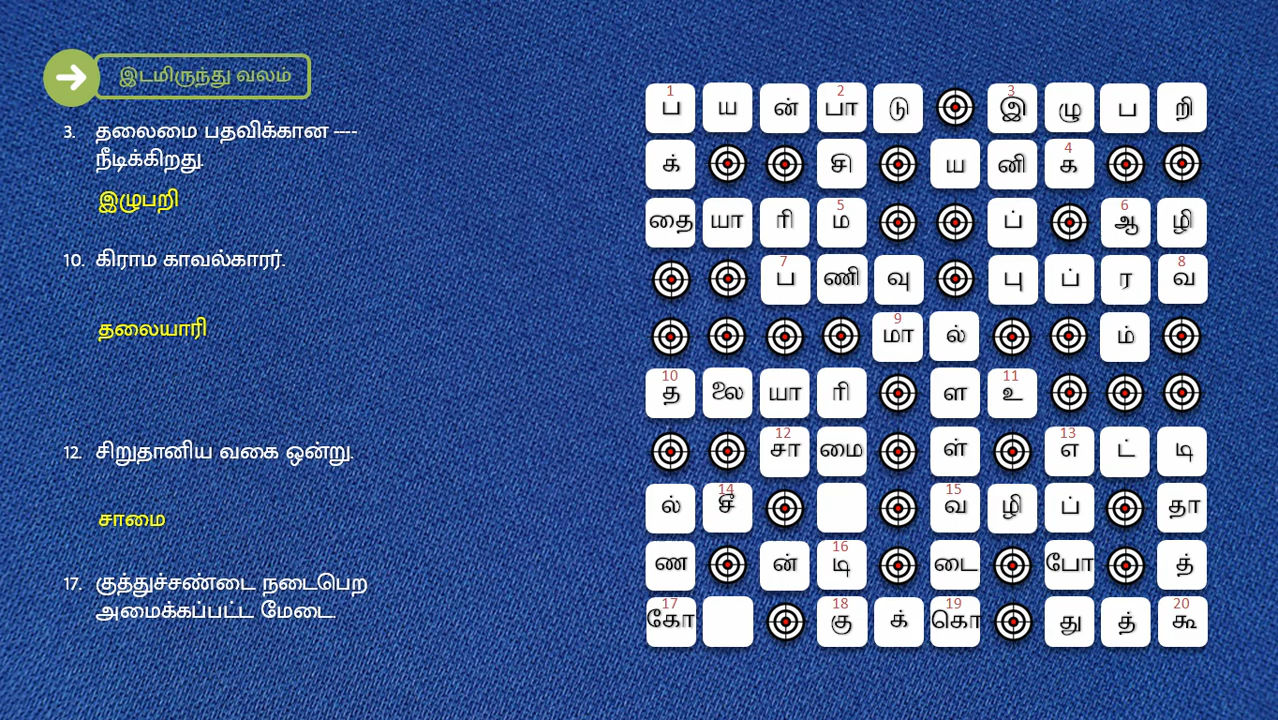 இடமிருந்து வலம்
3. தலைமை பதவிக்கான ----
நீடிக்கிறது.
இழுபறி
10. கிராம காவல்காரர்.
தலையாரி
12. சிறுதானிய வகை ஒன்று.
சாமை
17. குத்துச்சண்டை நடைபெற
அமைக்கப்பட்ட மேடை.
1 ப ய ன் 2 பா டு 3 இ ழு ப றி
க் சி ய னி 4 க
தை யா ரி 5 ம் ப் 6 ஆ ழி
7 ப ணி வு பு ப் ர 8 வ
9 மா ல் ம்
10 த லை யா ரி ள 11 உ
12 சா மை ள் 13 எ ட் டி
ல் 14 சீ 15 வ ழி ப் தா
ண ன் 16 டி டை போ த்
17 கோ 18 கு க் 19 கொ து த் 20 கூ